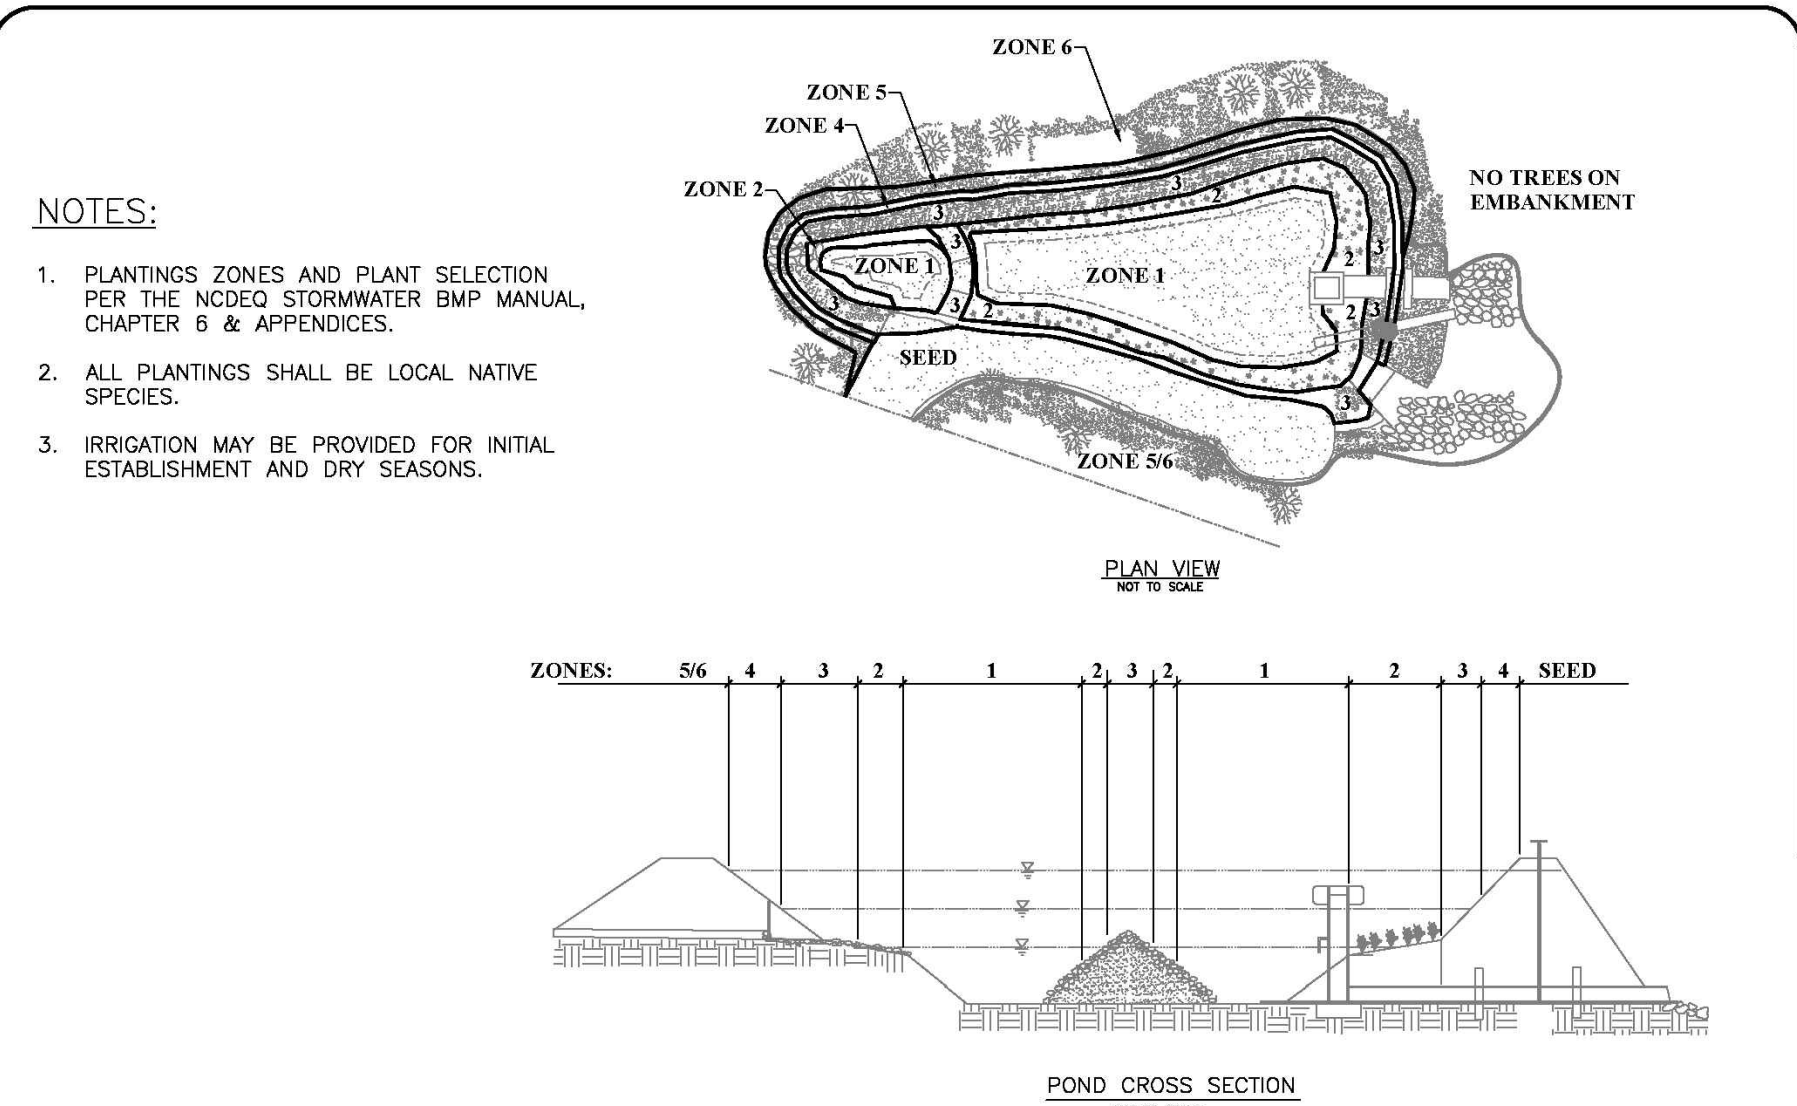 ZONE 6
ZONE 5
ZONE 4
ZONE 2
NO TREES ON
EMBANKMENT
3
2
3
3
ZONE 1
ZONE 1
2
3
3
3
2
2
3
SEED
3
ZONE 5/6
PLAN VIEW
NOT TO SCALE
NOTES:
1. PLANTINGS ZONES AND PLANT SELECTION
PER THE NCDEQ STORMWATER BMP MANUAL,
CHAPTER 6 & APPENDICES.
2. ALL PLANTINGS SHALL BE LOCAL NATIVE
SPECIES.
3. IRRIGATION MAY BE PROVIDED FOR INITIAL
ESTABLISHMENT AND DRY SEASONS.
ZONES: 5/6 4 3 2 1 2 3 2 1 2 3 4 SEED
POND CROSS SECTION